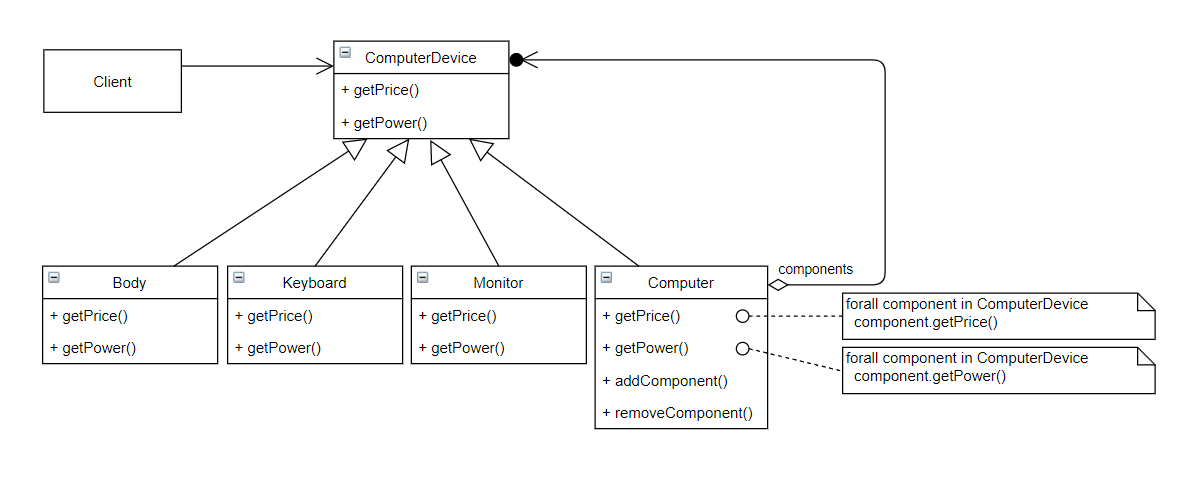 Client
ComputerDevice
+ getPrice()
+ getPower()
Body
+ getPrice()
+ getPower()
Keyboard
+ getPrice()
+ getPower()
Monitor
+ getPrice()
+ getPower()
Computer
+ getPrice()
+ getPower()
+ addComponent()
+ removeComponent()
components
forall component in ComputerDevice
component.getPrice()
forall component in ComputerDevice
component.getPower()